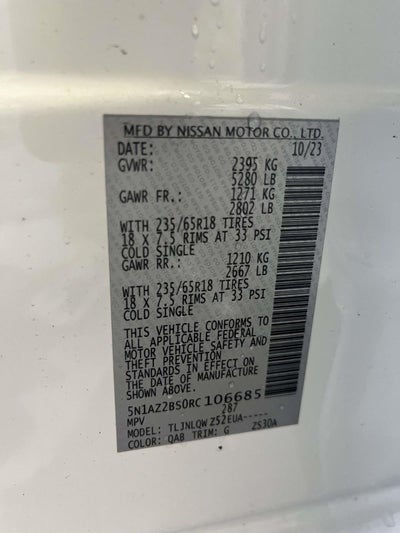 MFD BY NISSAN MOTOR CO., LTD.
DATE: 10/23
GVWR: 2395 KG
5280 LB
GAWR FR.: 1271 KG
2802 LB
WITH 235/65R18 TIRES
18 X 7.5 RIMS AT 33 PSI
COLD SINGLE
GAWR RR.: 1210 KG
2667 LB
WITH 235/65R18 TIRES
18 X 7.5 RIMS AT 33 PSI
COLD SINGLE
THIS VEHICLE CONFORMS TO
ALL APPLICABLE FEDERAL
MOTOR VEHICLE SAFETY AND
THEFT PREVENTION
STANDARDS IN EFFECT ON
THE DATE OF MANUFACTURE
SHOWN ABOVE.
5N1AZ2BS0RC106685
MPV 287
MODEL: TLJNLQWZS2EUA-----
COLOR: QAB TRIM: G ZS30A